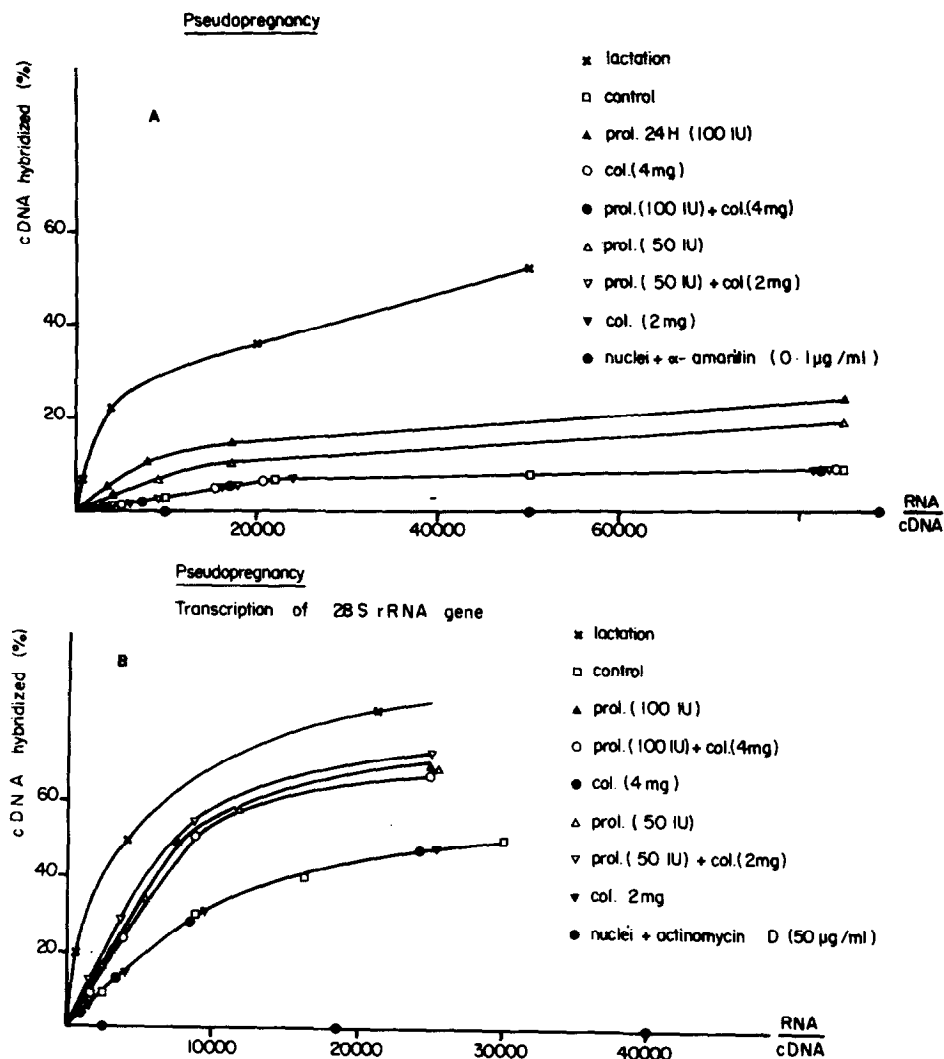 Pseudopregnancy
A
cDNA hybridized (%)
60
40
20
20000
40000
60000
RNA
cDNA
lactation
control
prol. 24H (100 IU)
col.(4mg)
prol.(100 IU)+col.(4mg)
prol.( 50 IU)
prol.( 50 IU) + col(2mg)
col. (2mg)
nuclei + α- amanitin (0·1µg/ml)
Pseudopregnancy
Transcription of 28S rRNA gene
B
cDNA hybridized (%)
60
40
20
10000
20000
30000
40000
RNA
cDNA
lactation
control
prol.(100 IU)
prol.(100 IU)+ col.(4mg)
col. (4mg)
prol.( 50 IU)
prol.( 50 IU) + col.(2mg)
col. 2mg
nuclei + actinomycin D (50 µg/ml)